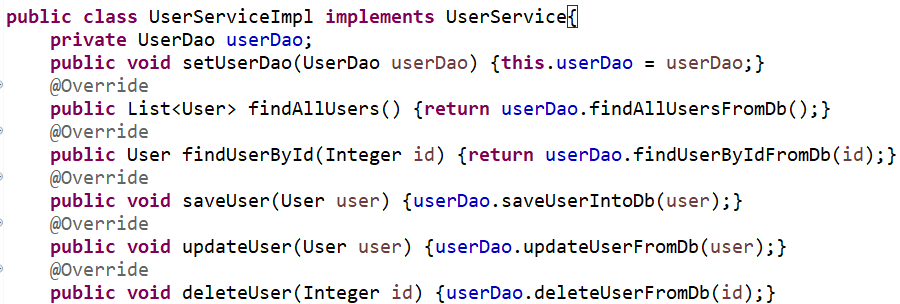 public class UserServiceImpl implements UserService{
    private UserDao userDao;
    public void setUserDao(UserDao userDao) {this.userDao = userDao;}
    @Override
    public List<User> findAllUsers() {return userDao.findAllUsersFromDb();}
    @Override
    public User findUserById(Integer id) {return userDao.findUserByIdFromDb(id);}
    @Override
    public void saveUser(User user) {userDao.saveUserIntoDb(user);}
    @Override
    public void updateUser(User user) {userDao.updateUserFromDb(user);}
    @Override
    public void deleteUser(Integer id) {userDao.deleteUserFromDb(id);}